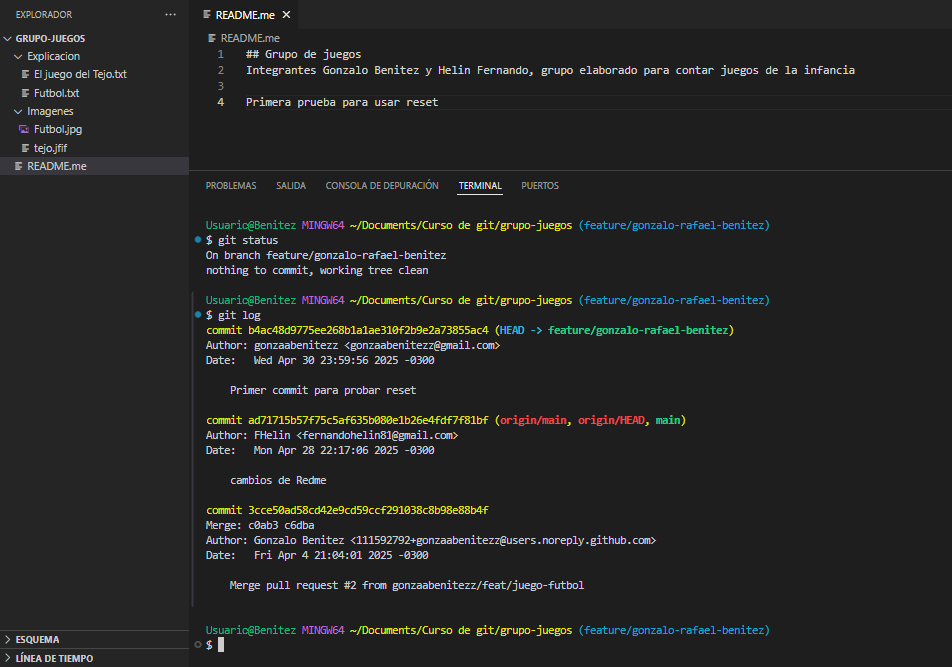 EXPLORADOR
···
GRUPO-JUEGOS
Explicacion
El juego del Tejo.txt
Futbol.txt
Imagenes
Futbol.jpg
tejo.jfif
README.me
ESQUEMA
LÍNEA DE TIEMPO
README.me
README.me
1 ## Grupo de juegos
2 Integrantes Gonzalo Benitez y Helin Fernando, grupo elaborado para contar juegos de la infancia
3
4 Primera prueba para usar reset
PROBLEMAS SALIDA CONSOLA DE DEPURACIÓN TERMINAL PUERTOS
Usuario@Benitez MINGW64 ~/Documents/Curso de git/grupo-juegos (feature/gonzalo-rafael-benitez)
$ git status
On branch feature/gonzalo-rafael-benitez
nothing to commit, working tree clean
Usuario@Benitez MINGW64 ~/Documents/Curso de git/grupo-juegos (feature/gonzalo-rafael-benitez)
$ git log
commit b4ac48d9775ee268b1a1ae310f2b9e2a73855ac4 (HEAD -> feature/gonzalo-rafael-benitez)
Author: gonzaabenitezz <gonzaabenitezz@gmail.com>
Date:   Wed Apr 30 23:59:56 2025 -0300
Primer commit para probar reset
commit ad71715b57f75c5af635b080e1b26e4fdf7f81bf (origin/main, origin/HEAD, main)
Author: FHelin <fernandohelin81@gmail.com>
Date:   Mon Apr 28 22:17:06 2025 -0300
cambios de Redme
commit 3cce50ad58cd42e9cd59ccf291038c8b98e88b4f
Merge: c0ab3 c6dba
Author: Gonzalo Benitez <111592792+gonzaabenitezz@users.noreply.github.com>
Date:   Fri Apr 4 21:04:01 2025 -0300
Merge pull request #2 from gonzaabenitezz/feat/juego-futbol
Usuario@Benitez MINGW64 ~/Documents/Curso de git/grupo-juegos (feature/gonzalo-rafael-benitez)
$